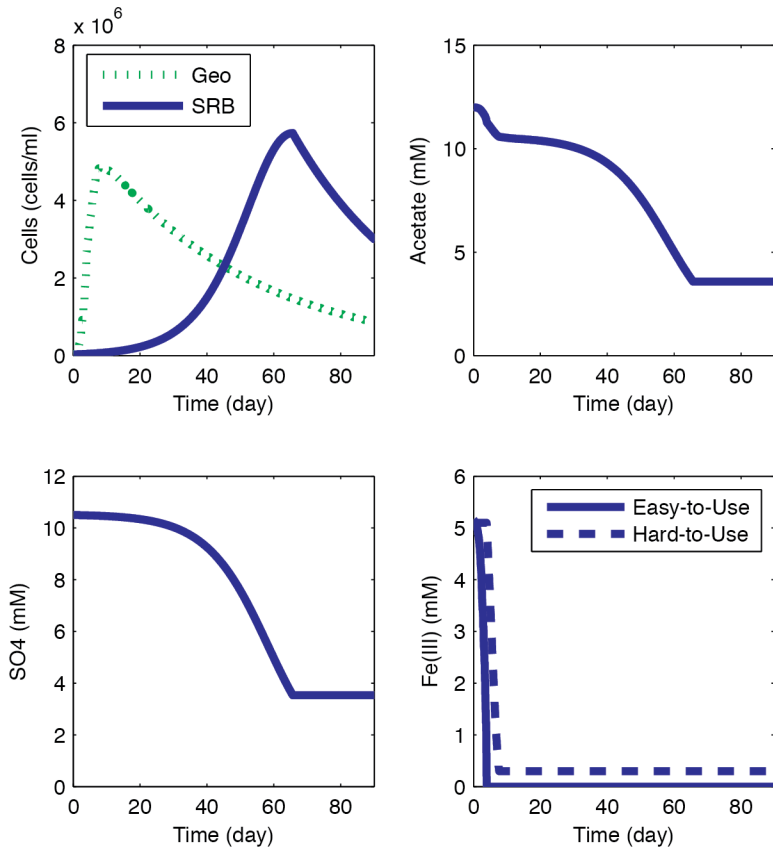 x 10^6
8
6
4
2
0
Cells (cells/ml)
Geo
SRB
0 20 40 60 80
Time (day)
15
10
5
0
Acetate (mM)
0 20 40 60 80
Time (day)
12
10
8
6
4
2
0
SO4 (mM)
0 20 40 60 80
Time (day)
6
5
4
3
2
1
0
Fe(III) (mM)
Easy-to-Use
Hard-to-Use
0 20 40 60 80
Time (day)